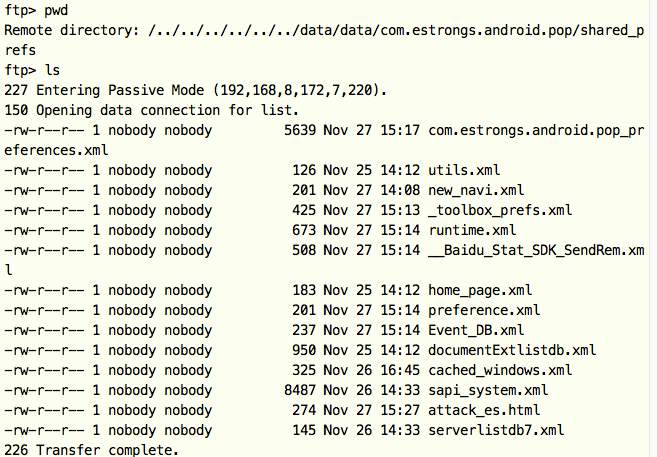 ftp> pwd
Remote directory: /../../../../../../data/data/com.estrongs.android.pop/shared_p
refs
ftp> ls
227 Entering Passive Mode (192,168,8,172,7,220).
150 Opening data connection for list.
-rw-r--r-- 1 nobody nobody         5639 Nov 27 15:17 com.estrongs.android.pop_pr
eferences.xml
-rw-r--r-- 1 nobody nobody          126 Nov 25 14:12 utils.xml
-rw-r--r-- 1 nobody nobody          201 Nov 27 14:08 new_navi.xml
-rw-r--r-- 1 nobody nobody          425 Nov 27 15:13 _toolbox_prefs.xml
-rw-r--r-- 1 nobody nobody          673 Nov 27 15:14 runtime.xml
-rw-r--r-- 1 nobody nobody          508 Nov 27 15:14 __Baidu_Stat_SDK_SendRem.xm
l
-rw-r--r-- 1 nobody nobody          183 Nov 25 14:12 home_page.xml
-rw-r--r-- 1 nobody nobody          201 Nov 27 15:14 preference.xml
-rw-r--r-- 1 nobody nobody          237 Nov 27 15:14 Event_DB.xml
-rw-r--r-- 1 nobody nobody          950 Nov 25 14:12 documentExtlistdb.xml
-rw-r--r-- 1 nobody nobody          325 Nov 26 16:45 cached_windows.xml
-rw-r--r-- 1 nobody nobody         8487 Nov 26 14:33 sapi_system.xml
-rw-r--r-- 1 nobody nobody          274 Nov 27 15:27 attack_es.html
-rw-r--r-- 1 nobody nobody          145 Nov 26 14:33 serverlistdb7.xml
226 Transfer complete.